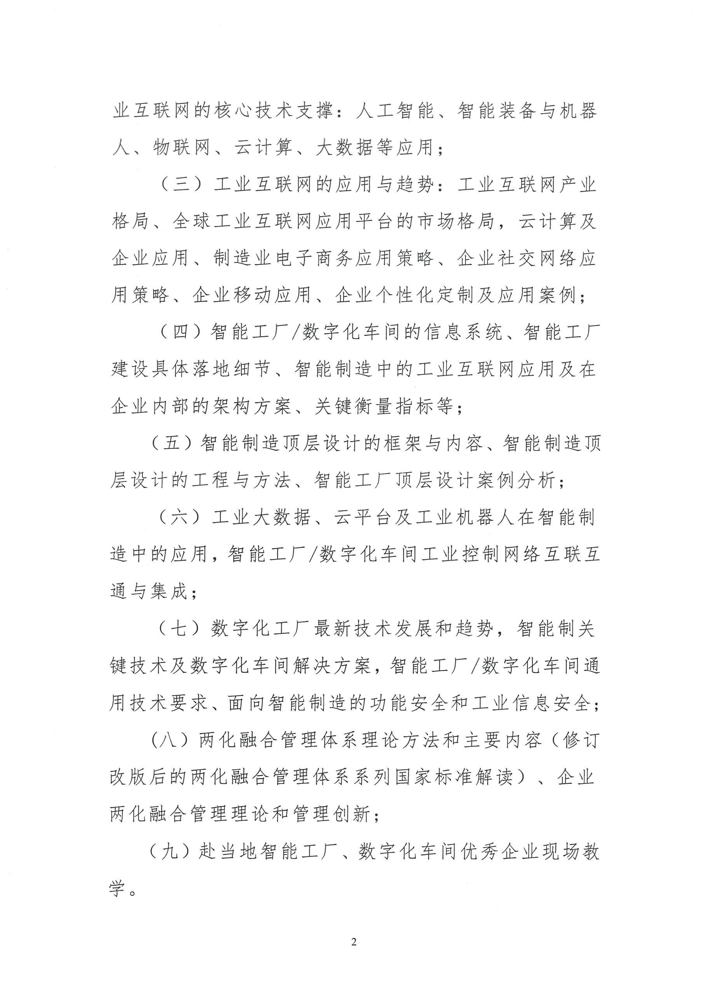 业互联网的核心技术支撑：人工智能、智能装备与机器
人、物联网、云计算、大数据等应用；
（三）工业互联网的应用与趋势：工业互联网产业
格局、全球工业互联网应用平台的市场格局，云计算及
企业应用、制造业电子商务应用策略、企业社交网络应
用策略、企业移动应用、企业个性化定制及应用案例；
（四）智能工厂/数字化车间的信息系统、智能工厂
建设具体落地细节、智能制造中的工业互联网应用及在
企业内部的架构方案、关键衡量指标等；
（五）智能制造顶层设计的框架与内容、智能制造顶
层设计的工程与方法、智能工厂顶层设计案例分析；
（六）工业大数据、云平台及工业机器人在智能制
造中的应用，智能工厂/数字化车间工业控制网络互联互
通与集成；
（七）数字化工厂最新技术发展和趋势，智能制关
键技术及数字化车间解决方案，智能工厂/数字化车间通
用技术要求、面向智能制造的功能安全和工业信息安全；
(八）两化融合管理体系理论方法和主要内容（修订
改版后的两化融合管理体系系列国家标准解读）、企业
两化融合管理理论和管理创新；
（九）赴当地智能工厂、数字化车间优秀企业现场教
学。
2